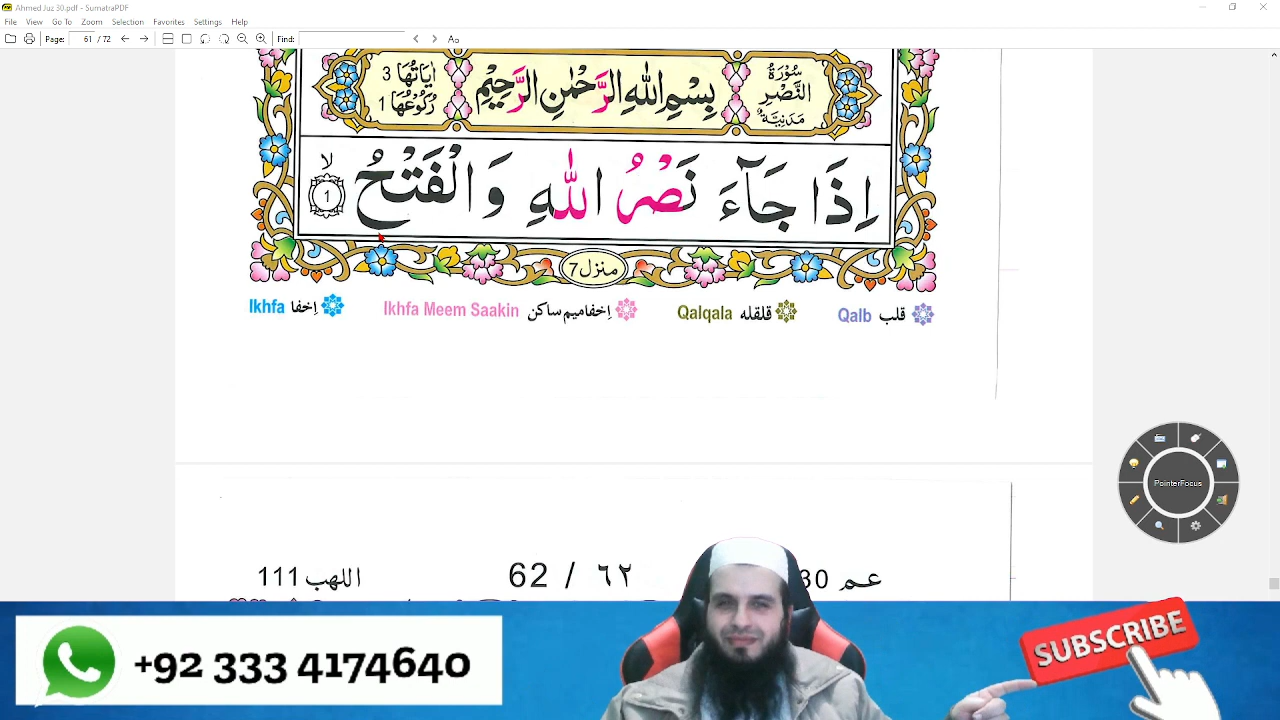 Ahmed Juz 30.pdf - SumatraPDF
File View Go To Zoom Selection Favorites Settings Help
Page: 61 / 72 Find: Aa
سُوْرَةُ النَّصْرِ مَدَنِيَّةٌ
بِسْمِ اللّٰهِ الرَّحْمٰنِ الرَّحِيْمِ
اٰيَاتُهَا 3
رُكُوْعُهَا 1
اِذَا جَآءَ نَصْرُ اللّٰهِ وَالْفَتْحُ ۙ 1
منزل 7
Ikhfa اِخفا Ikhfa Meem Saakin اِخفامیم ساکن Qalqala قلقله Qalb قلب
PointerFocus
اللهب 111 62 / ٦٢ عم 30
+92 333 4174640
SUBSCRIBE